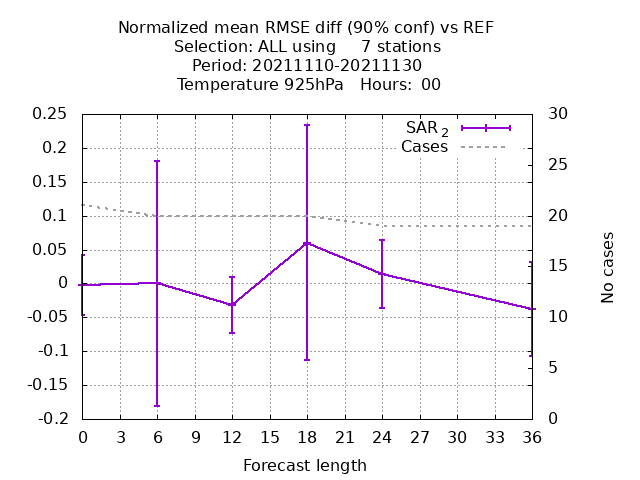 Normalized mean RMSE diff (90% conf) vs REF
Selection: ALL using     7 stations
Period: 20211110-20211130
Temperature 925hPa   Hours:  00
SAR 2
Cases
0.25
0.2
0.15
0.1
0.05
0
-0.05
-0.1
-0.15
-0.2
30
25
20
15
10
5
0
No cases
0 3 6 9 12 15 18 21 24 27 30 33 36
Forecast length